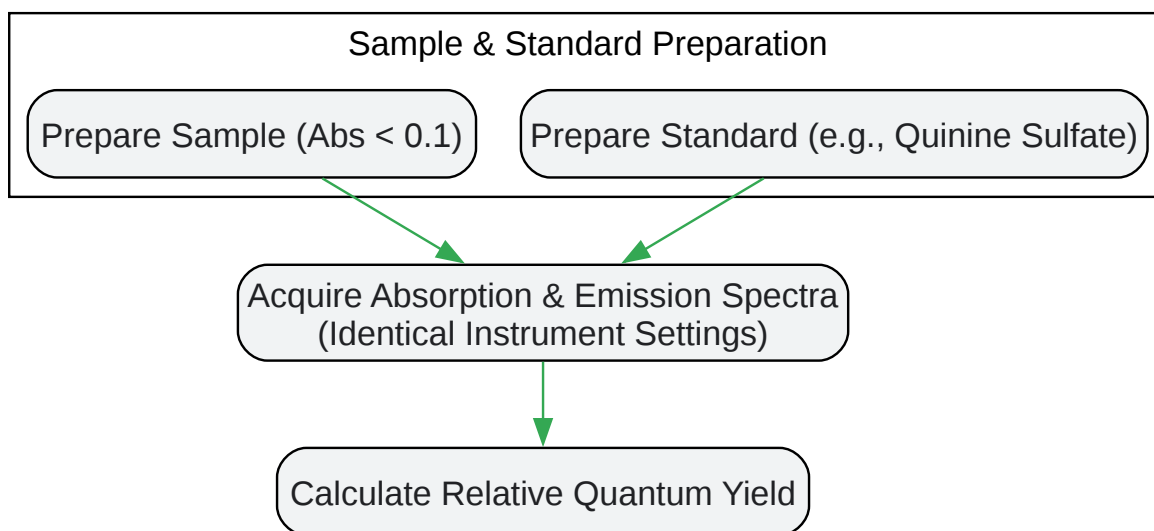 Sample & Standard Preparation
Prepare Sample (Abs < 0.1)
Prepare Standard (e.g., Quinine Sulfate)
Acquire Absorption & Emission Spectra
(Identical Instrument Settings)
Calculate Relative Quantum Yield